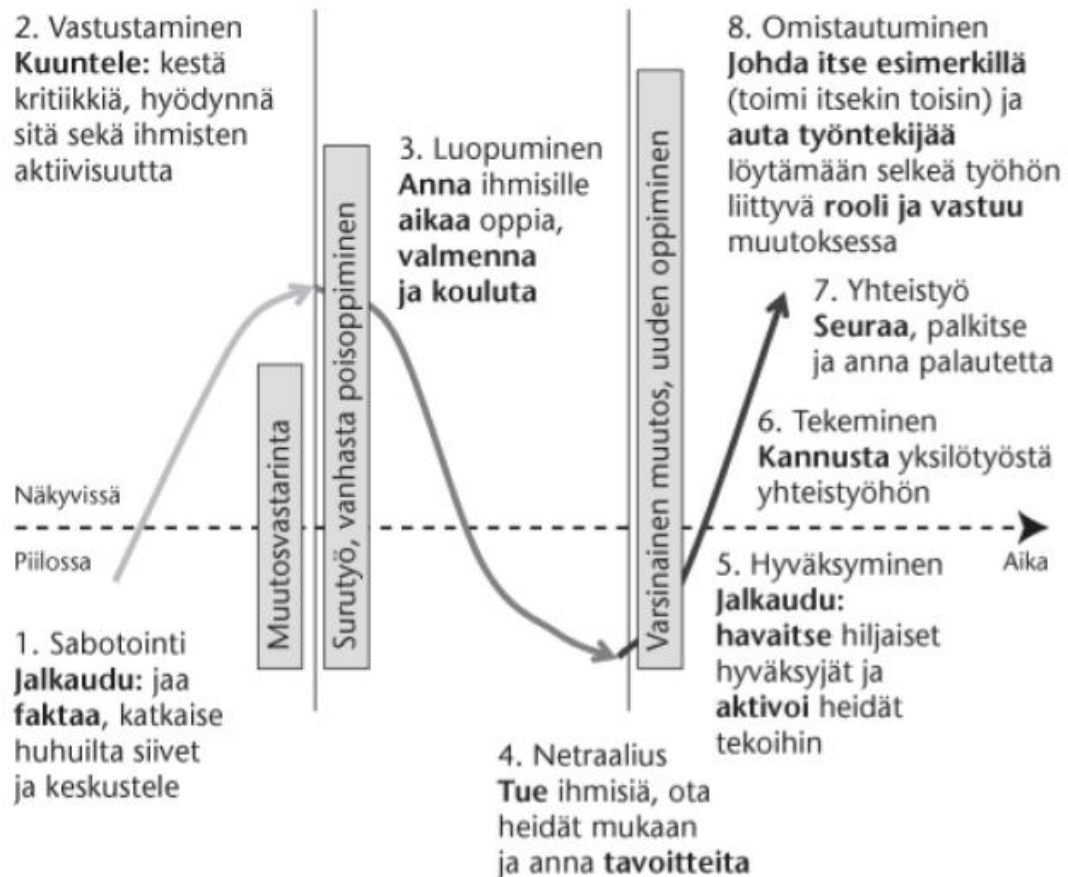 2. Vastustaminen
Kuuntele: kestä
kritiikkiä, hyödynnä
sitä sekä ihmisten
aktiivisuutta
3. Luopuminen
Anna ihmisille
aikaa oppia,
valmenna
ja kouluta
8. Omistautuminen
Johda itse esimerkillä
(toimi itsekin toisin) ja
auta työntekijää
löytämään selkeä työhön
liittyvä rooli ja vastuu
muutoksessa
7. Yhteistyö
Seuraa, palkitse
ja anna palautetta
6. Tekeminen
Kannusta yksilötyöstä
yhteistyöhön
Muutosvastarinta
Surutyö, vanhasta poisoppiminen
Varsinainen muutos, uuden oppiminen
Näkyvissä
Piilossa
Aika
1. Sabotointi
Jalkaudu: jaa
faktaa, katkaise
huhuilta siivet
ja keskustele
4. Netraalius
Tue ihmisiä, ota
heidät mukaan
ja anna tavoitteita
5. Hyväksyminen
Jalkaudu:
havaitse hiljaiset
hyväksyjät ja
aktivoi heidät
tekoihin